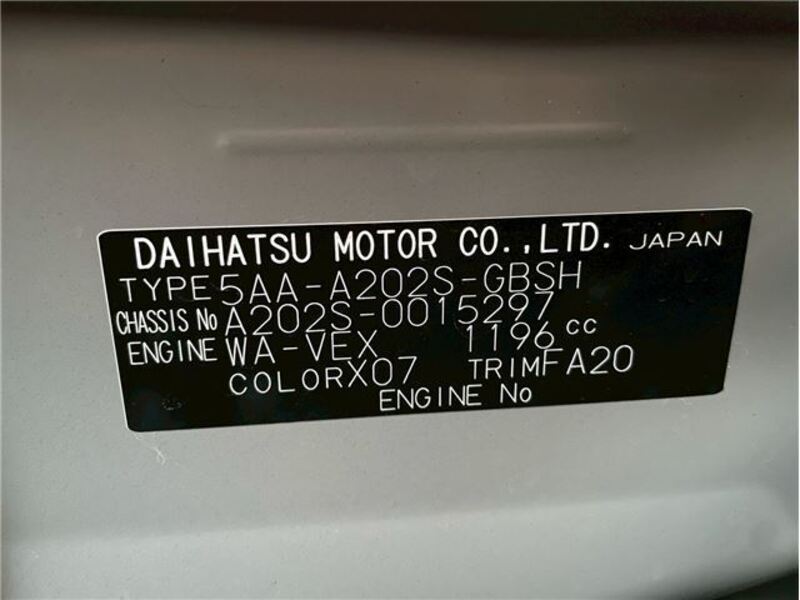 DAIHATSU MOTOR CO.,LTD. JAPAN
TYPE 5AA-A202S-GBSH
CHASSIS No A202S-0015297
ENGINE WA-VEX 1196 cc
COLOR X07 TRIM FA20
ENGINE No